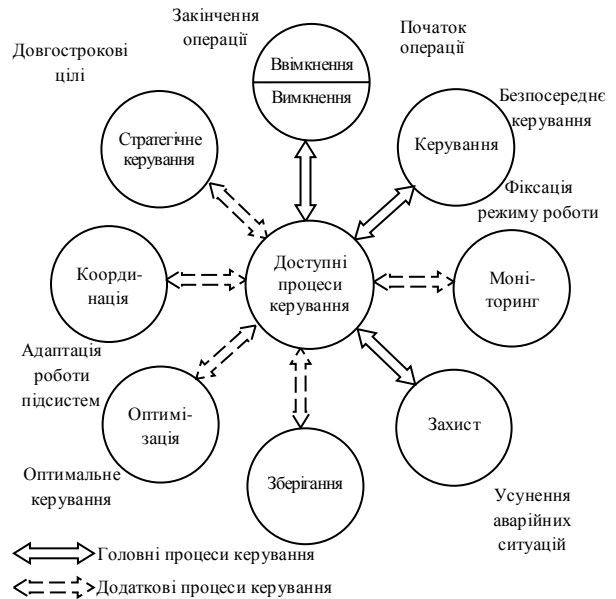 Закінчення
операції
Початок
операції
Довгострокові
цілі
Ввімкнення
Вимкнення
Безпосереднє
керування
Стратегічне
керування
Керування
Фіксація
режиму роботи
Доступні
процеси
керування
Коорди-
нація
Моні-
торинг
Адаптація
роботи
підсистем
Оптимі-
зація
Захист
Оптимальне
керування
Зберігання
Усунення
аварійних
ситуацій
Головні процеси керування
Додаткові процеси керування